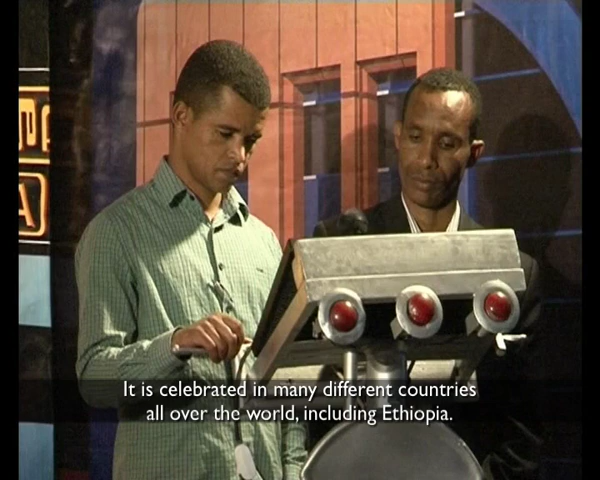 It is celebrated in many different countries
all over the world, including Ethiopia.